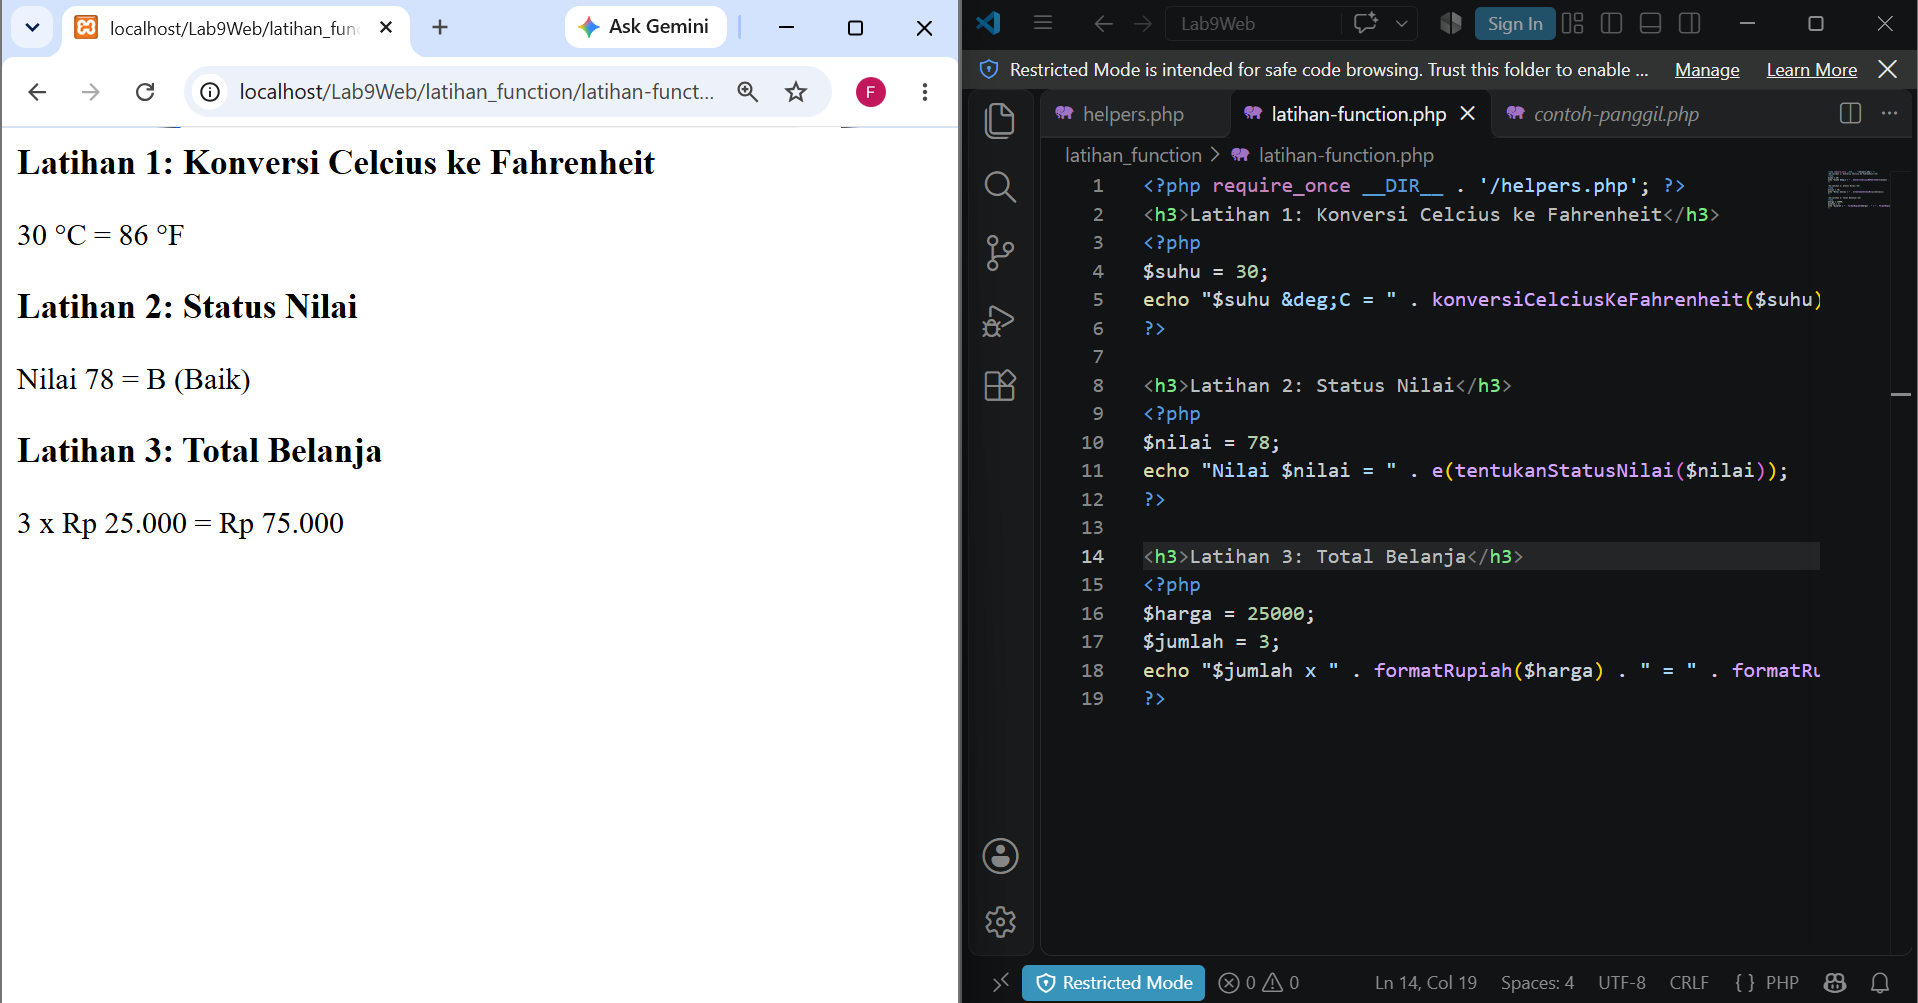 localhost/Lab9Web/latihan_fun
Ask Gemini
localhost/Lab9Web/latihan_function/latihan-funct...
F
Latihan 1: Konversi Celcius ke Fahrenheit
30 °C = 86 °F
Latihan 2: Status Nilai
Nilai 78 = B (Baik)
Latihan 3: Total Belanja
3 x Rp 25.000 = Rp 75.000
Lab9Web
Sign In
Restricted Mode is intended for safe code browsing. Trust this folder to enable ... Manage Learn More
helpers.php latihan-function.php contoh-panggil.php
latihan_function > latihan-function.php
1 <?php require_once __DIR__ . '/helpers.php'; ?>
2 <h3>Latihan 1: Konversi Celcius ke Fahrenheit</h3>
3 <?php
4 $suhu = 30;
5 echo "$suhu &deg;C = " . konversiCelciusKeFahrenheit($suhu)
6 ?>
7
8 <h3>Latihan 2: Status Nilai</h3>
9 <?php
10 $nilai = 78;
11 echo "Nilai $nilai = " . e(tentukanStatusNilai($nilai));
12 ?>
13
14 <h3>Latihan 3: Total Belanja</h3>
15 <?php
16 $harga = 25000;
17 $jumlah = 3;
18 echo "$jumlah x " . formatRupiah($harga) . " = " . formatRu
19 ?>
Restricted Mode 0 0 Ln 14, Col 19 Spaces: 4 UTF-8 CRLF { } PHP